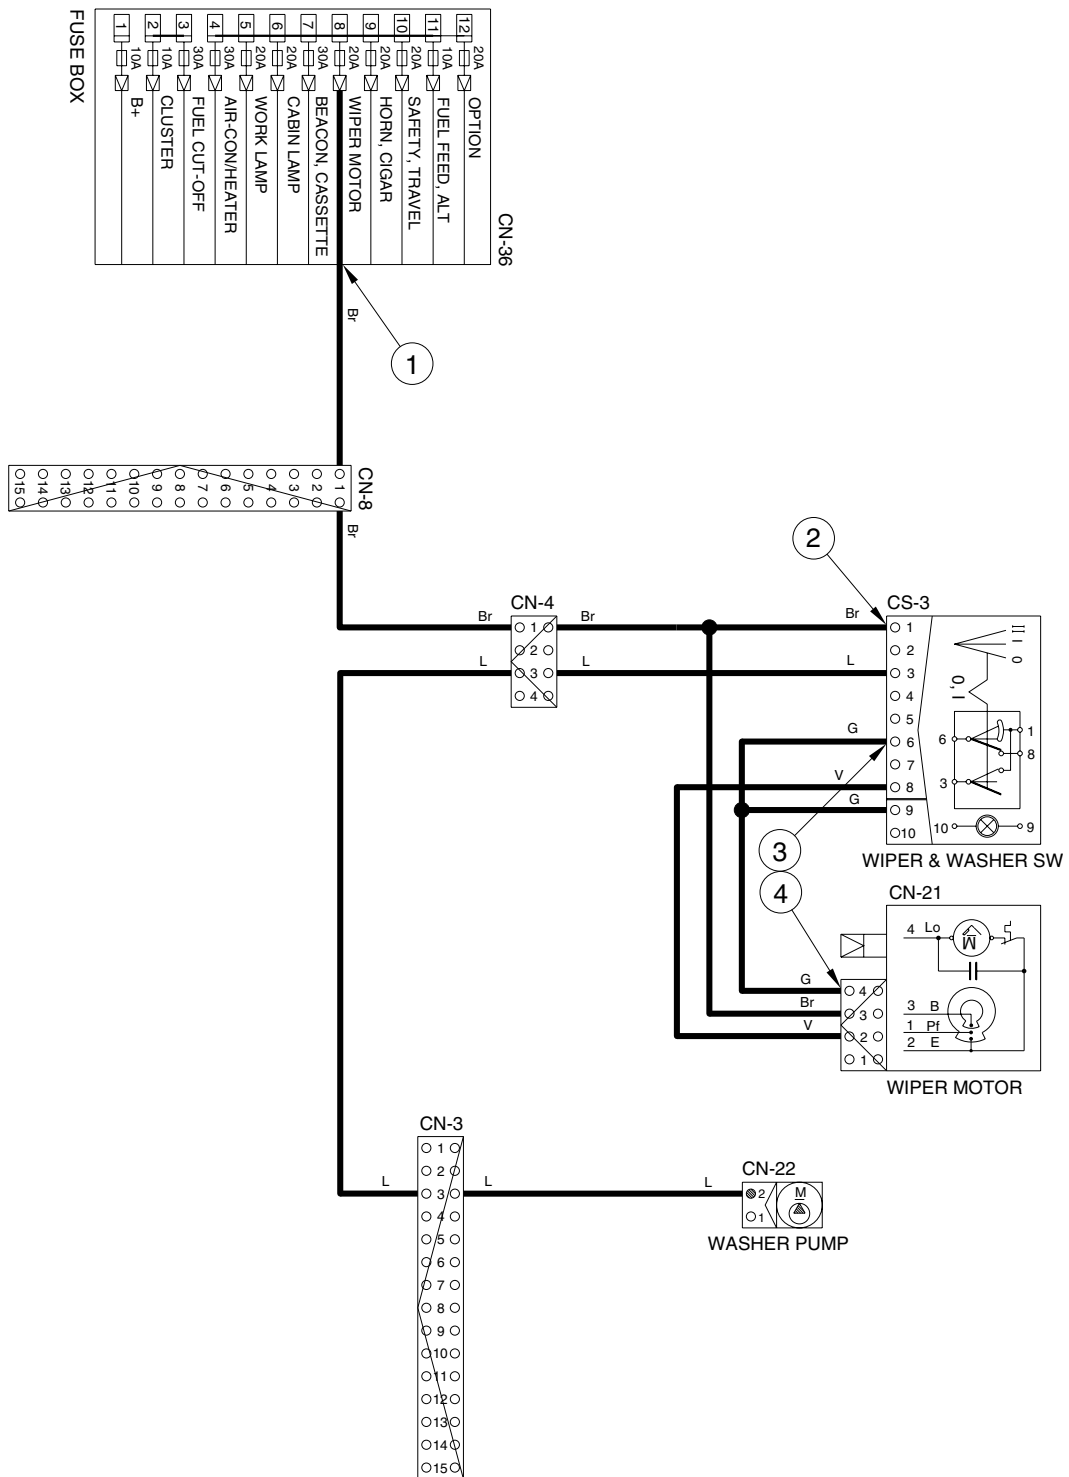 FUSE BOX
CN-36
1 10A B+
2 10A CLUSTER
3 30A FUEL CUT-OFF
4 30A AIR-CON/HEATER
5 20A WORK LAMP
6 20A CABIN LAMP
7 30A BEACON, CASSETTE
8 20A WIPER MOTOR
9 20A HORN, CIGAR
10 20A SAFETY, TRAVEL
11 10A FUEL FEED, ALT
12 20A OPTION
Br
1
CN-8
15 14 13 12 11 10 9 8 7 6 5 4 3 2 1
Br
2
CN-4
CS-3
Br 1 Br Br 1
2 2
L 3 L L 3
4 4
5
G 6
7
V 8
G 9
10
II
I
0
0, I
1
6
8
3
10 9
WIPER & WASHER SW
3
4
CN-21
4 Lo
M
3 B
1 Pf
2 E
G 4
Br 3
V 2
1
WIPER MOTOR
CN-3
1
2
L 3 L
4
5
6
7
8
9
10
11
12
13
14
15
CN-22
L 2
1
M
WASHER PUMP